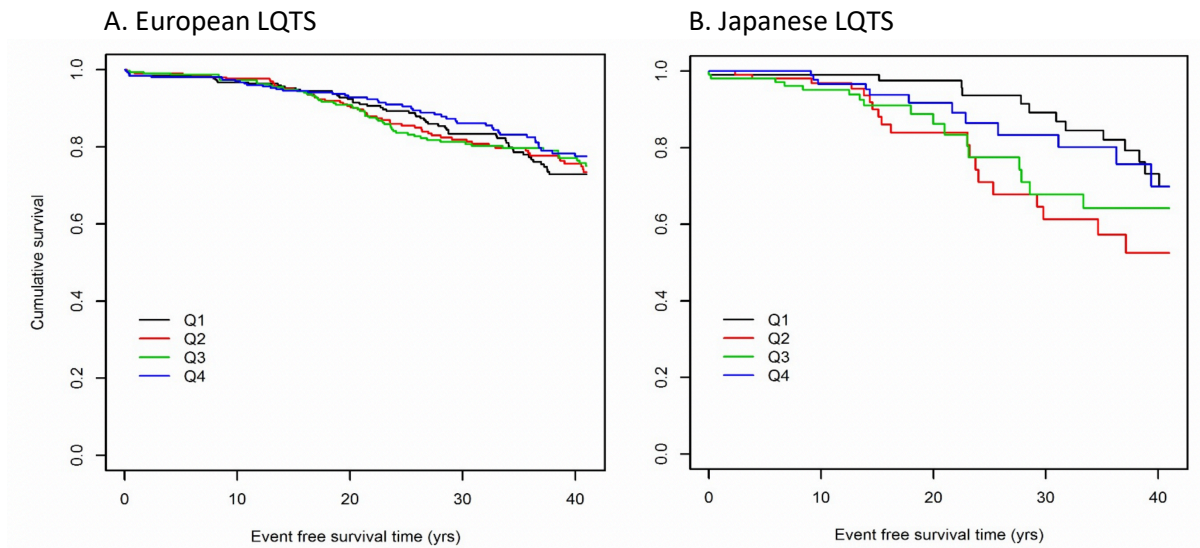 A. European LQTS
Cumulative survival
1.0
0.8
0.6
0.4
0.2
0.0
Q1
Q2
Q3
Q4
0 10 20 30 40
Event free survival time (yrs)
B. Japanese LQTS
1.0
0.8
0.6
0.4
0.2
0.0
Q1
Q2
Q3
Q4
0 10 20 30 40
Event free survival time (yrs)